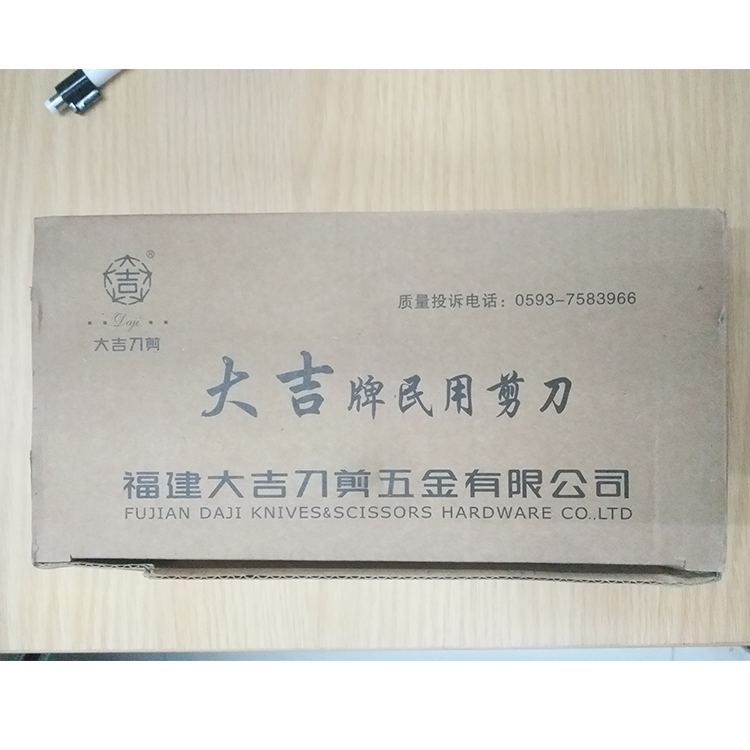 大吉
®
Daji
大吉刀剪
质量投诉电话：0593-7583966
大吉牌民用剪刀
福建大吉刀剪五金有限公司
FUJIAN DAJI KNIVES&SCISSORS HARDWARE CO.,LTD